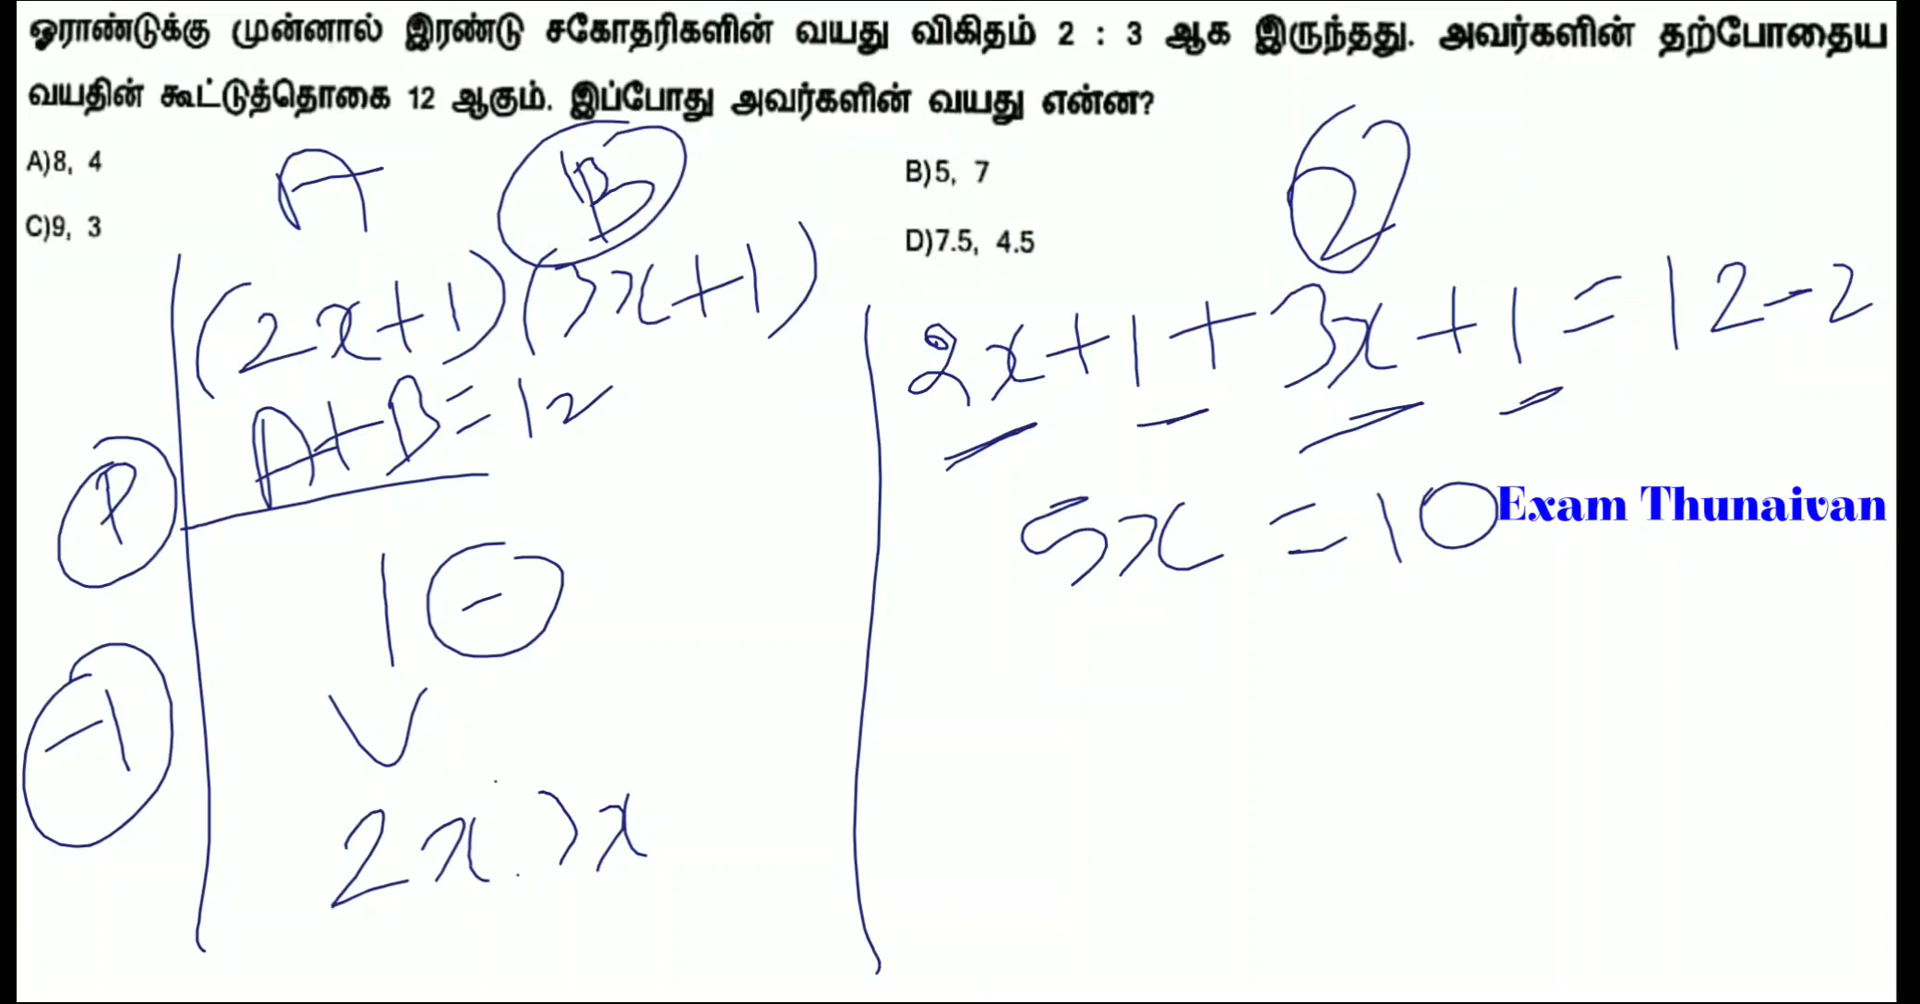 ஓராண்டுக்கு முன்னால் இரண்டு சகோதரிகளின் வயது விகிதம் 2 : 3 ஆக இருந்தது. அவர்களின் தற்போதைய
வயதின் கூட்டுத்தொகை 12 ஆகும். இப்போது அவர்களின் வயது என்ன?
A)8, 4
B)5, 7
C)9, 3
D)7.5, 4.5
A B
(2x+1) (3x+1)
A+B=12
P
10
-1
2x : 3x
2
2x+1+3x+1=12-2
5x=10
Exam Thunaivan